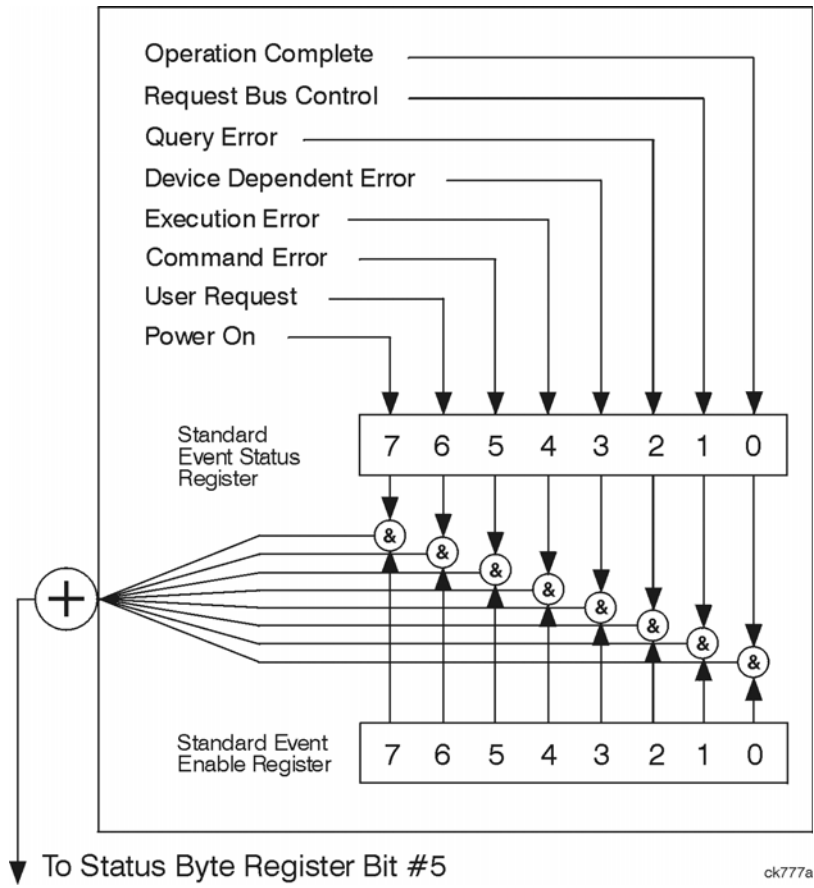 Operation Complete
Request Bus Control
Query Error
Device Dependent Error
Execution Error
Command Error
User Request
Power On
Standard
Event Status
Register
7 6 5 4 3 2 1 0
&
&
&
&
&
&
&
&
+
Standard Event
Enable Register
7 6 5 4 3 2 1 0
To Status Byte Register Bit #5
ck777a